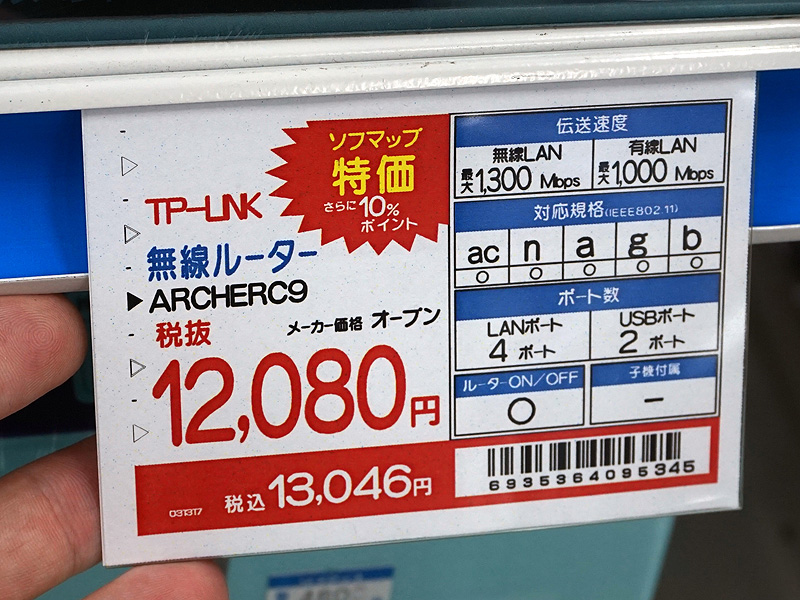 ソフマップ
特価
さらに10%
ポイント
TP-LINK
無線ルーター
▶ARCHERC9
税抜
メーカー価格 オープン
12,080円
031317
税込13,046円
伝送速度
無線LAN 有線LAN
最大1,300 Mbps 最大1,000 Mbps
対応規格(IEEE802.11)
ac n a g b
○ ○ ○ ○ ○
ポート数
LANポート USBポート
4 ポート 2 ポート
ルーターON/OFF 子機付属
○ ー
6935364095345